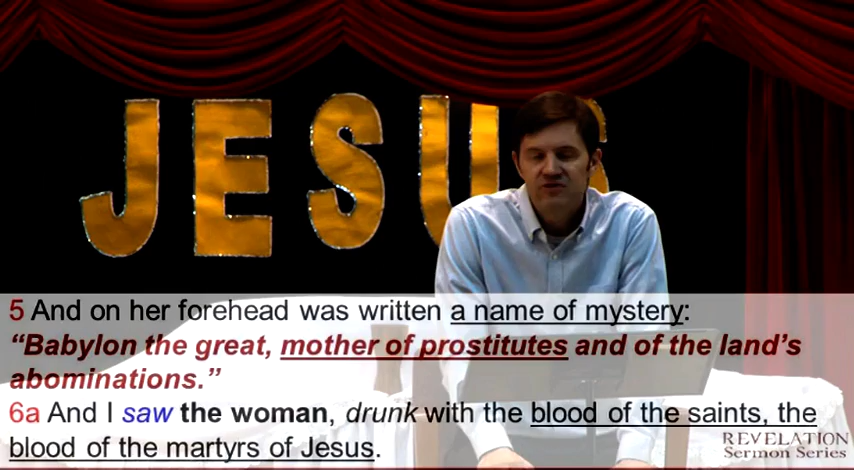 JESUS
5 And on her forehead was written a name of mystery:
“Babylon the great, mother of prostitutes and of the land’s
abominations.”
6a And I saw the woman, drunk with the blood of the saints, the
blood of the martyrs of Jesus.
REVELATION
Sermon Series